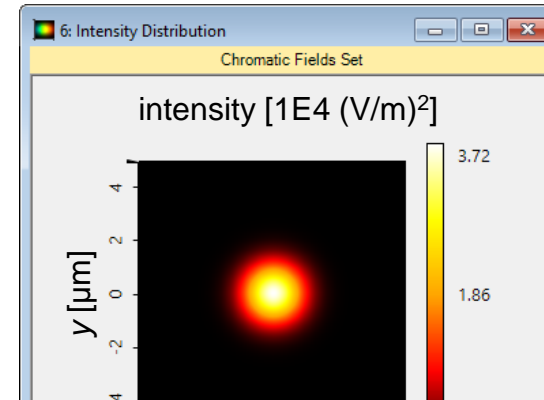 6: Intensity Distribution
Chromatic Fields Set
intensity [1E4 (V/m)²]
3.72
4
2
y [µm]
0
1.86
-2